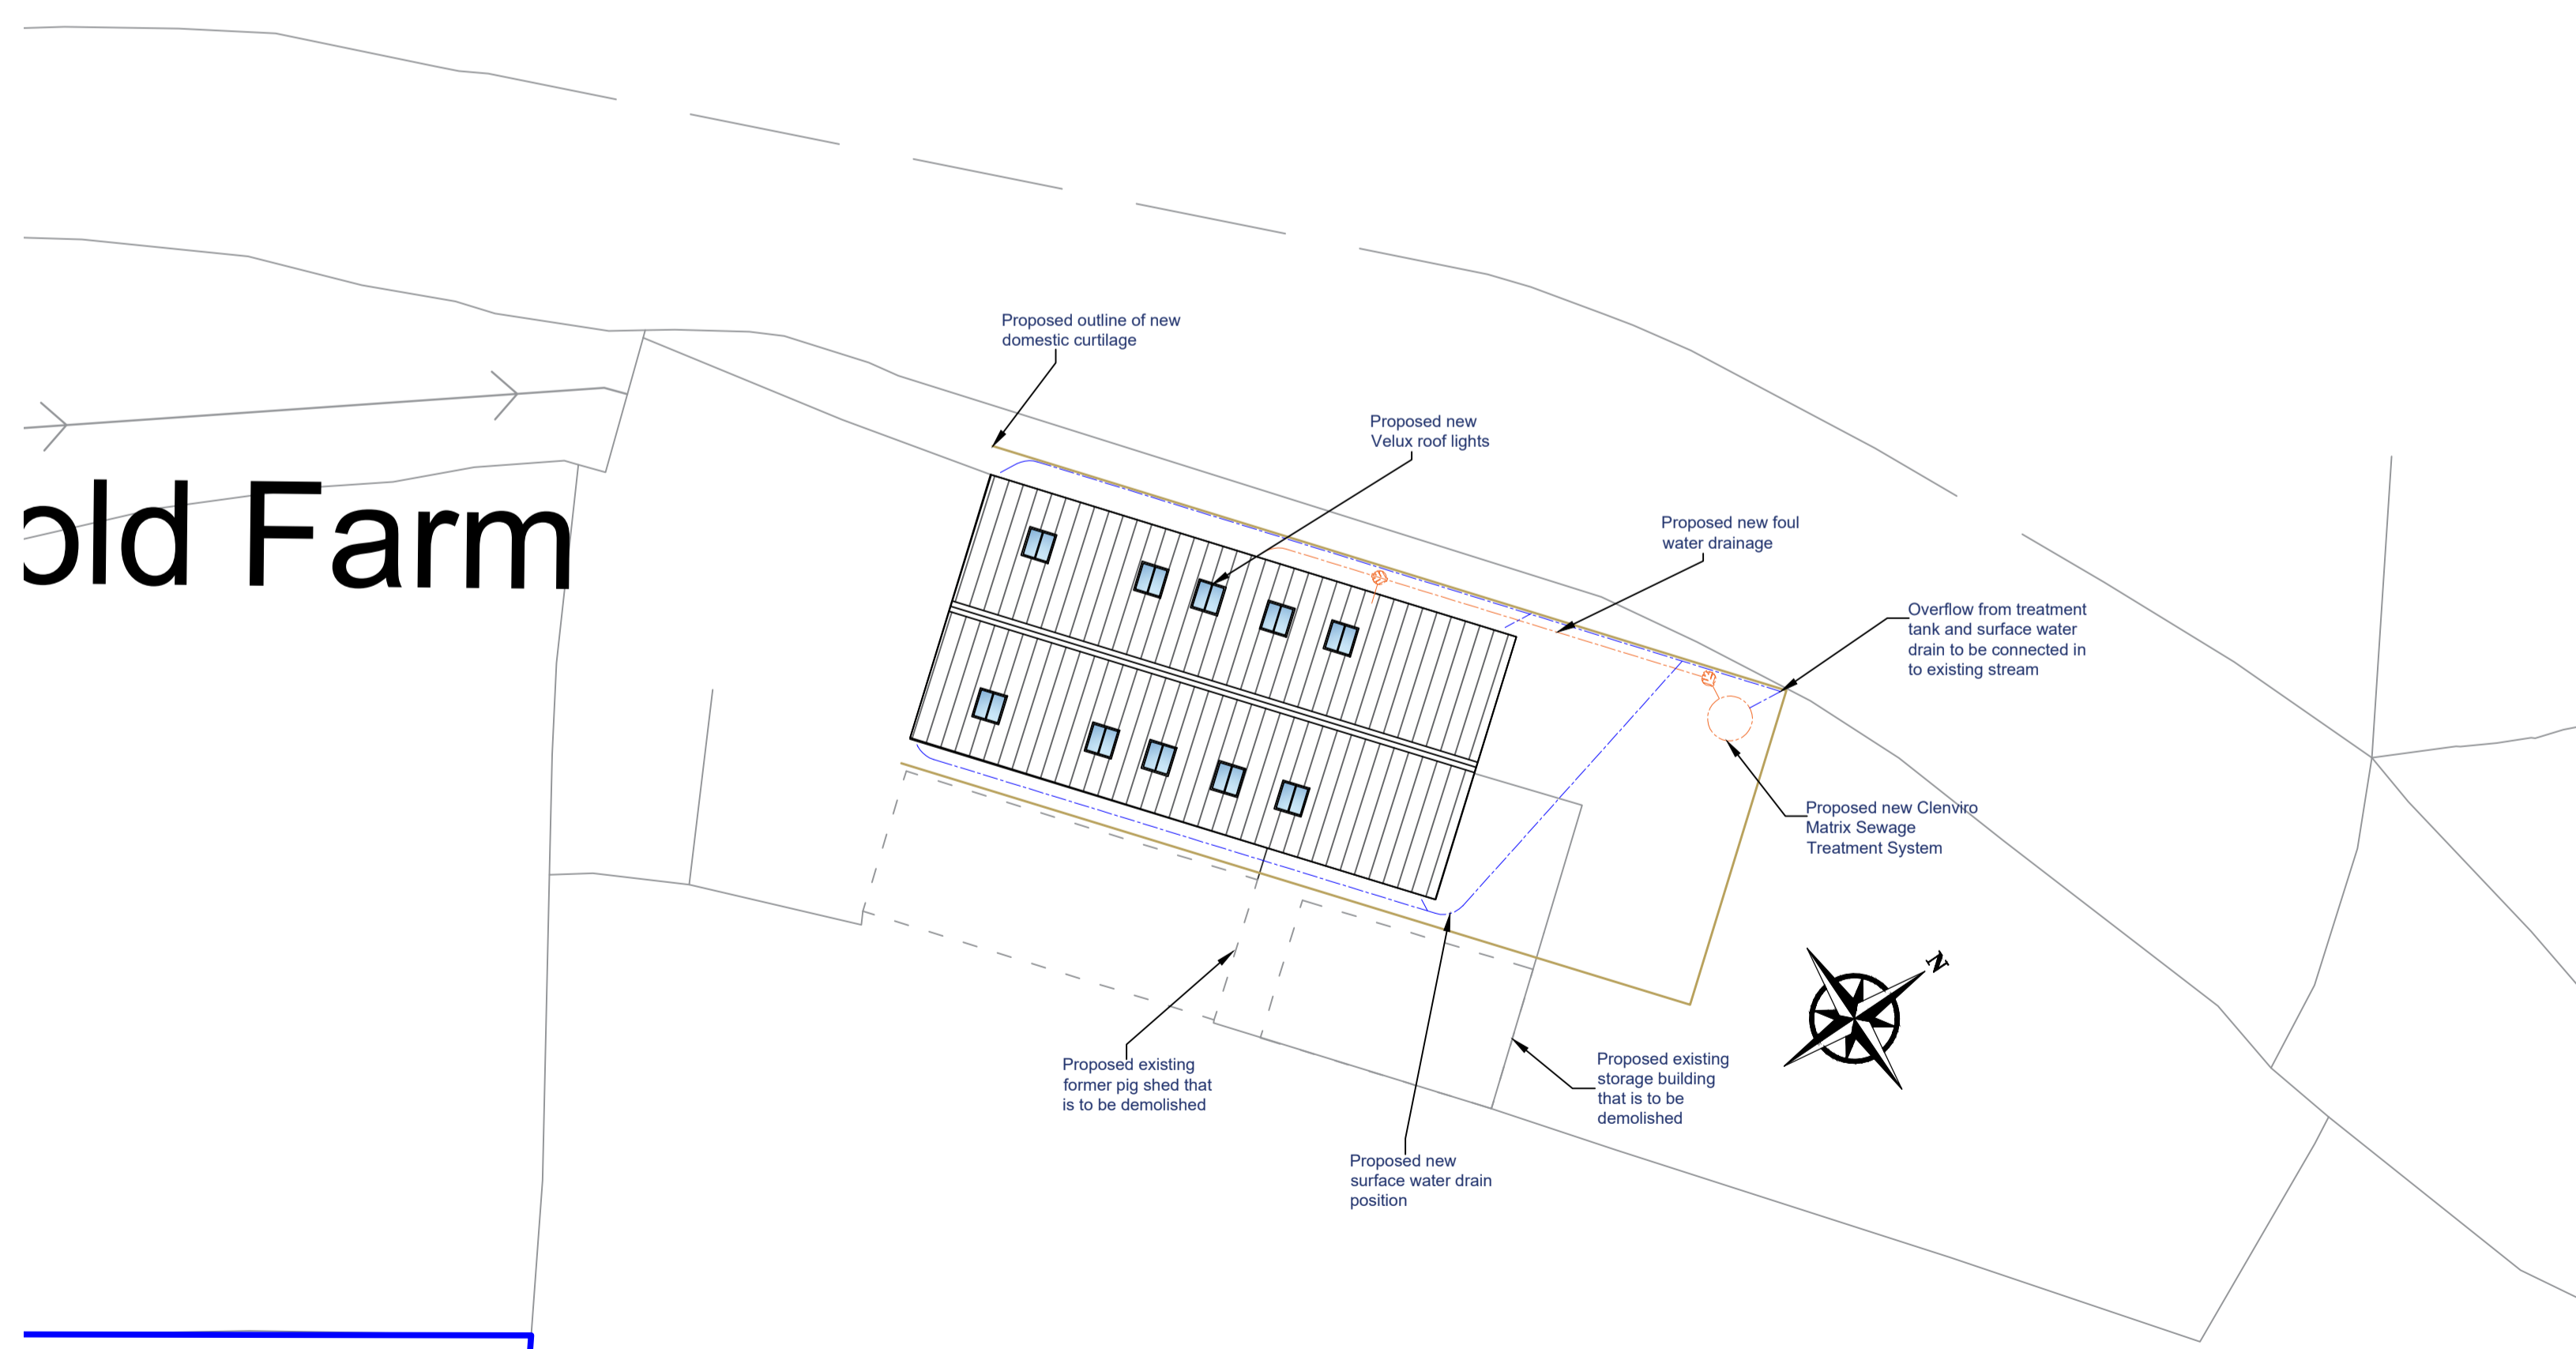 Proposed outline of new
domestic curtilage
Proposed new
Velux roof lights
Proposed new foul
water drainage
Overflow from treatment
tank and surface water
drain to be connected in
to existing stream
old Farm
Proposed new Clenviro
Matrix Sewage
Treatment System
N
Proposed existing
former pig shed that
is to be demolished
Proposed existing
storage building
that is to be
demolished
Proposed new
surface water drain
position